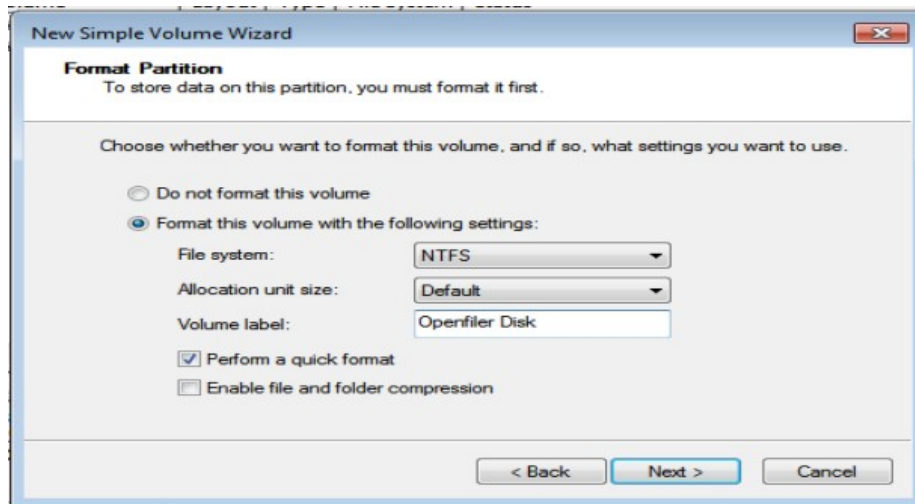 New Simple Volume Wizard
Format Partition
To store data on this partition, you must format it first.
Choose whether you want to format this volume, and if so, what settings you want to use.
Do not format this volume
Format this volume with the following settings:
File system: NTFS
Allocation unit size: Default
Volume label: Openfiler Disk
Perform a quick format
Enable file and folder compression
< Back Next > Cancel